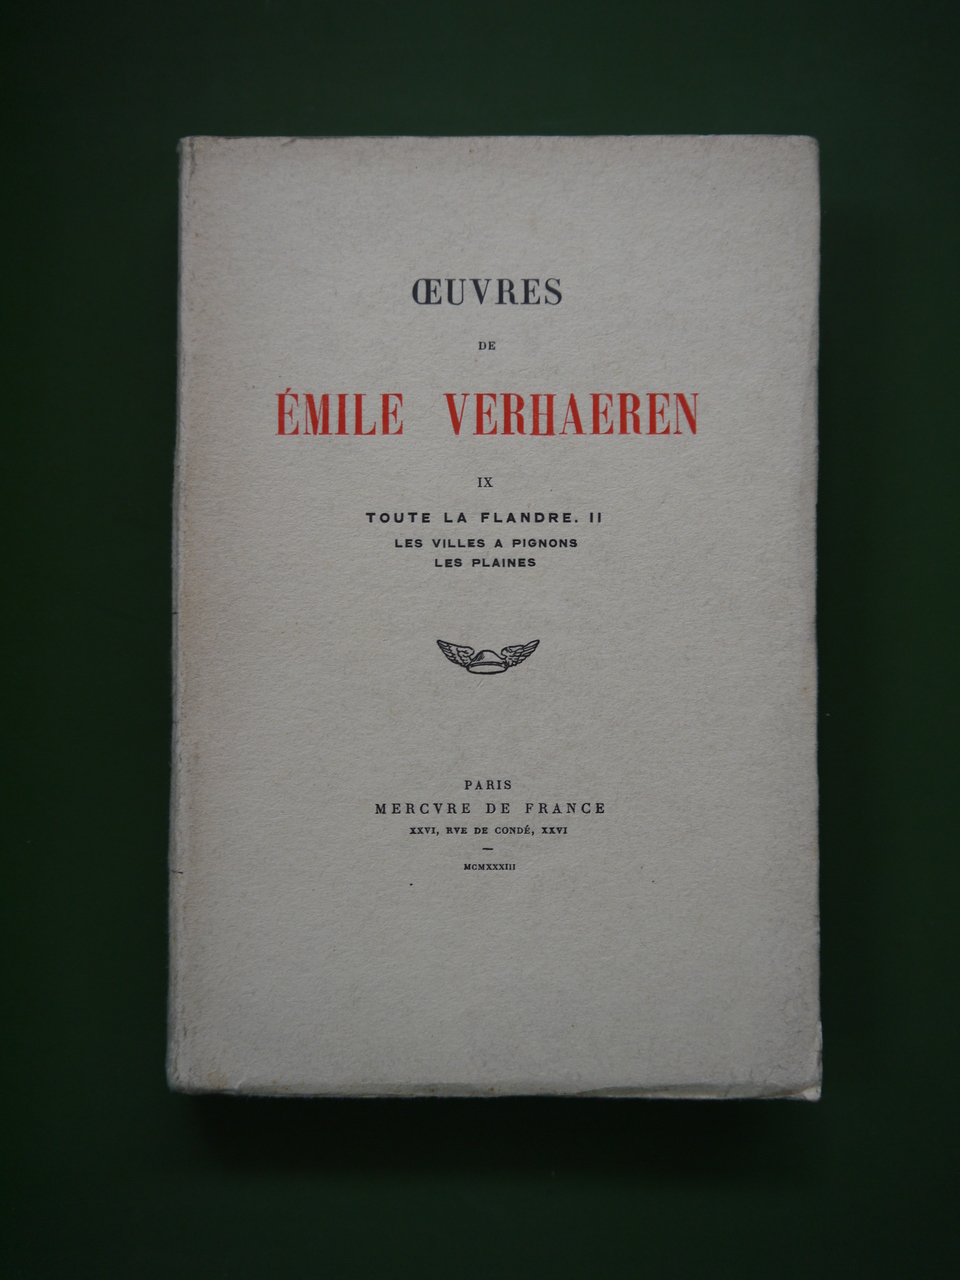 ŒUVRES
DE
ÉMILE VERHAEREN
IX
TOUTE LA FLANDRE. II
LES VILLES A PIGNONS
LES PLAINES
PARIS
MERCVRE DE FRANCE
XXVI, RVE DE CONDÉ, XXVI
—
MCMXXXIII